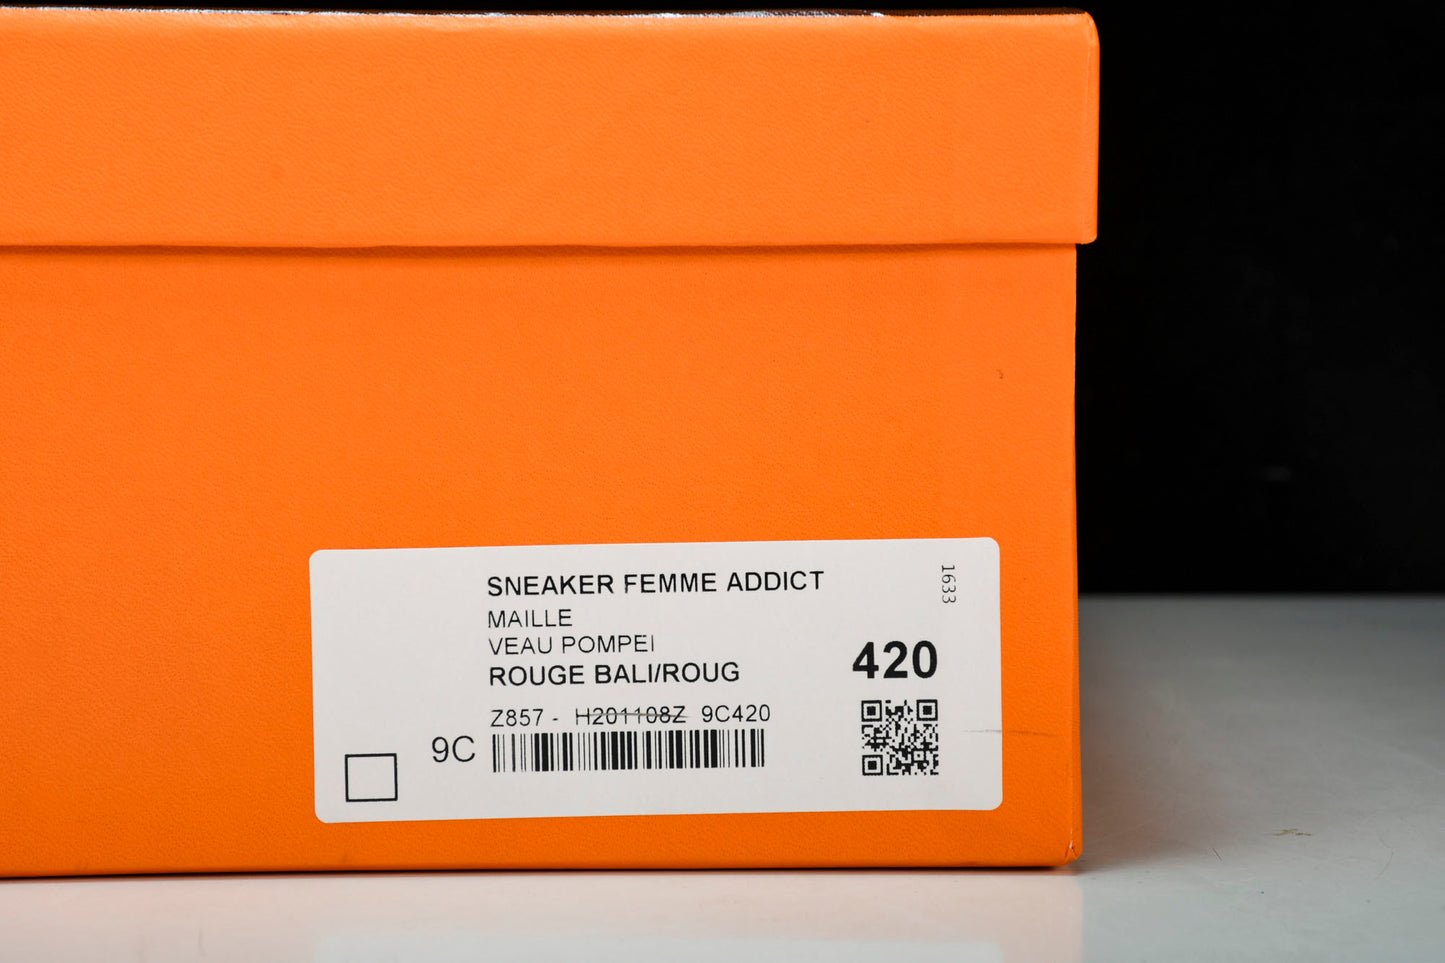 SNEAKER FEMME ADDICT
MAILLE
VEAU POMPEI
ROUGE BALI/ROUG
Z857 - H201108Z 9C420
9C
420
1633